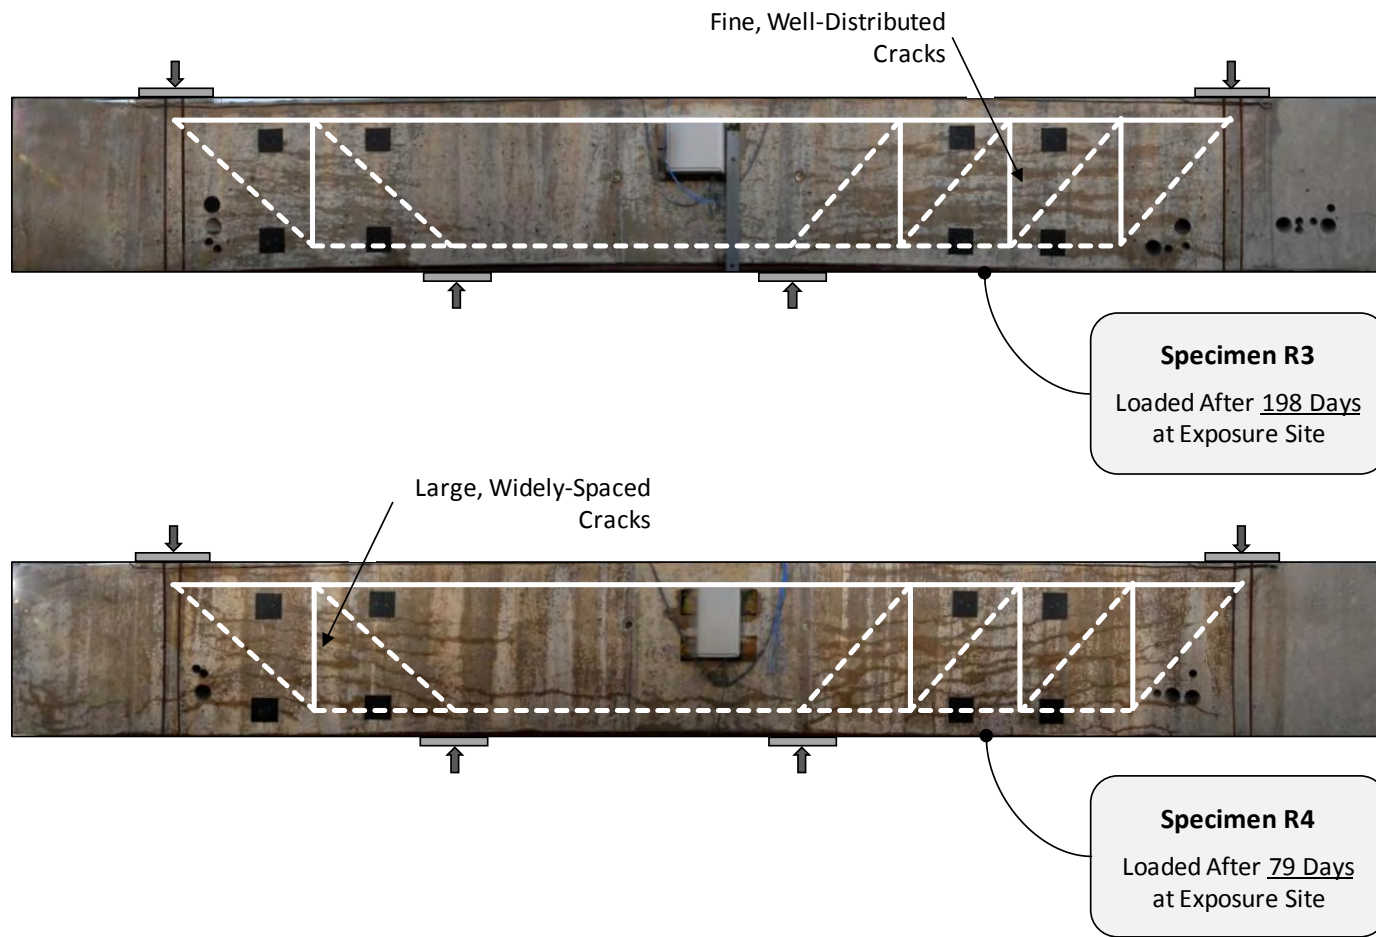 Fine, Well-Distributed
Cracks
Specimen R3
Loaded After 198 Days
at Exposure Site
Large, Widely-Spaced
Cracks
Specimen R4
Loaded After 79 Days
at Exposure Site